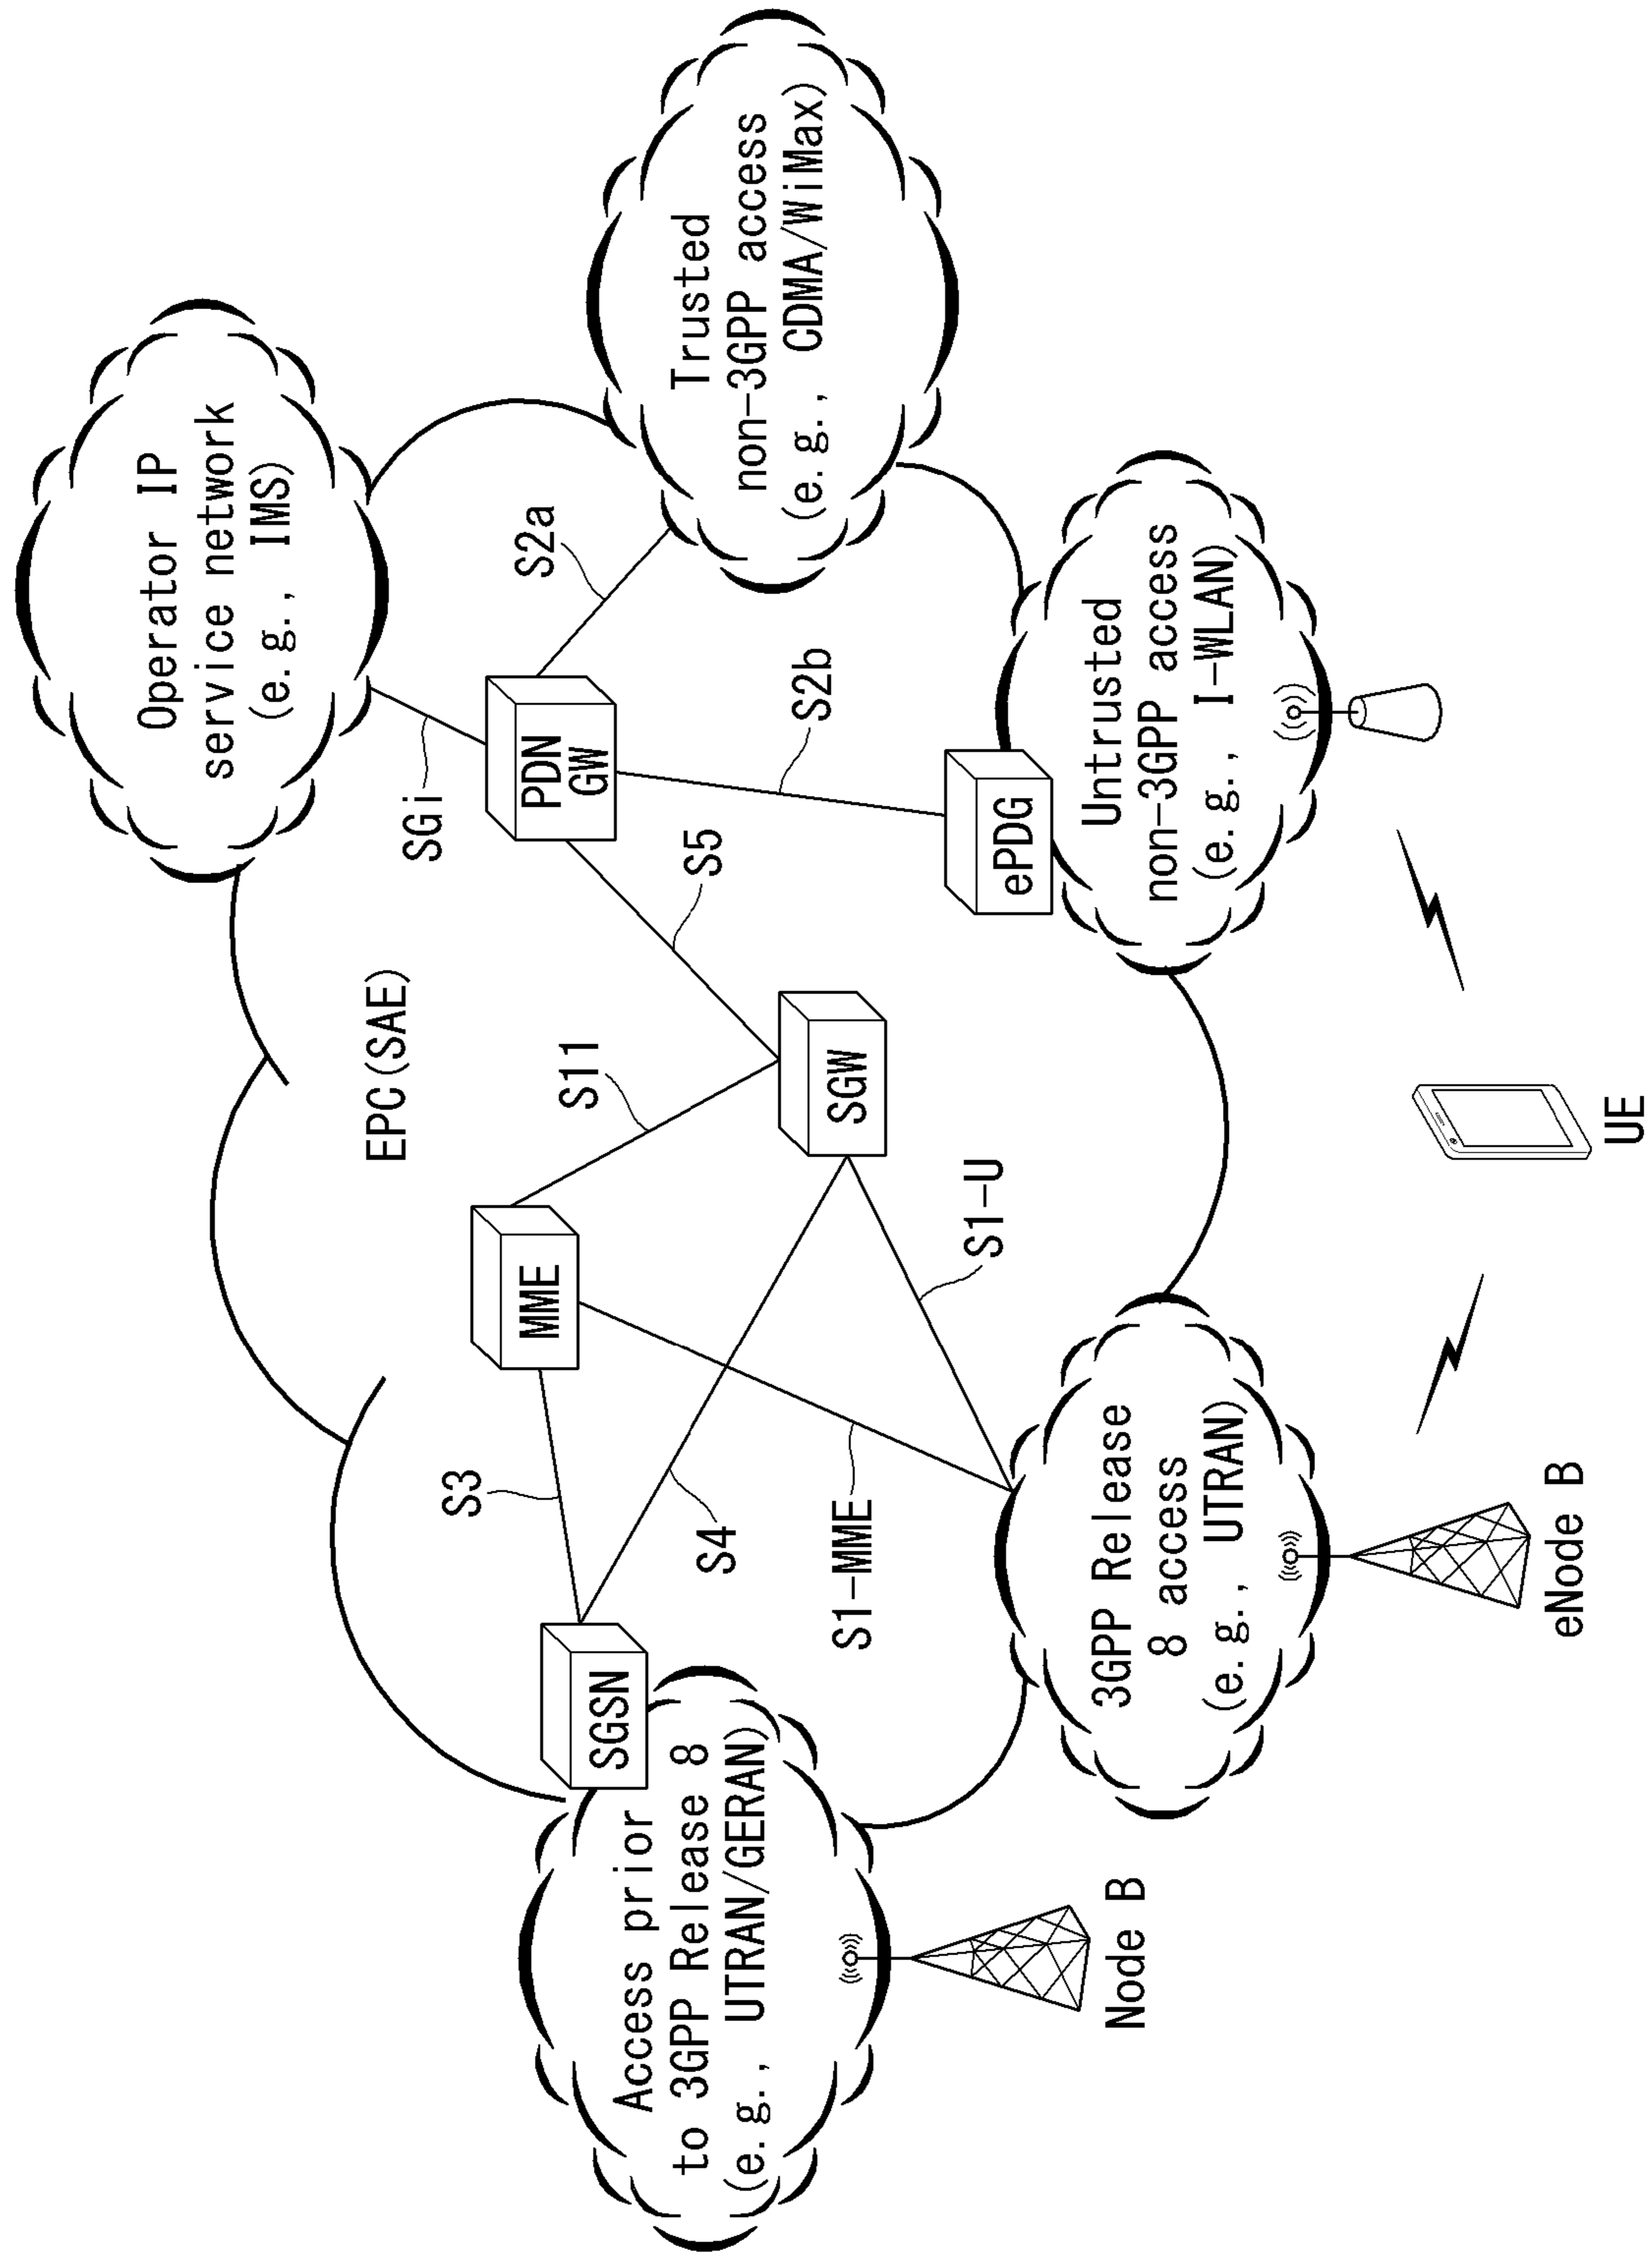 Operator IP
service network
(e.g., IMS)
EPC(SAE)
SGi
S2a
Trusted
non-3GPP access
(e.g., CDMA/WiMax)
PDN
GW
S11
S5
S2b
S3
MME
SGW
ePDG
SGSN
S4
S1-MME
S1-U
Access prior
to 3GPP Release 8
(e.g., UTRAN/GERAN)
3GPP Release
8 access
(e.g., UTRAN)
Untrusted
non-3GPP access
(e.g., I-WLAN)
Node B
eNode B
UE